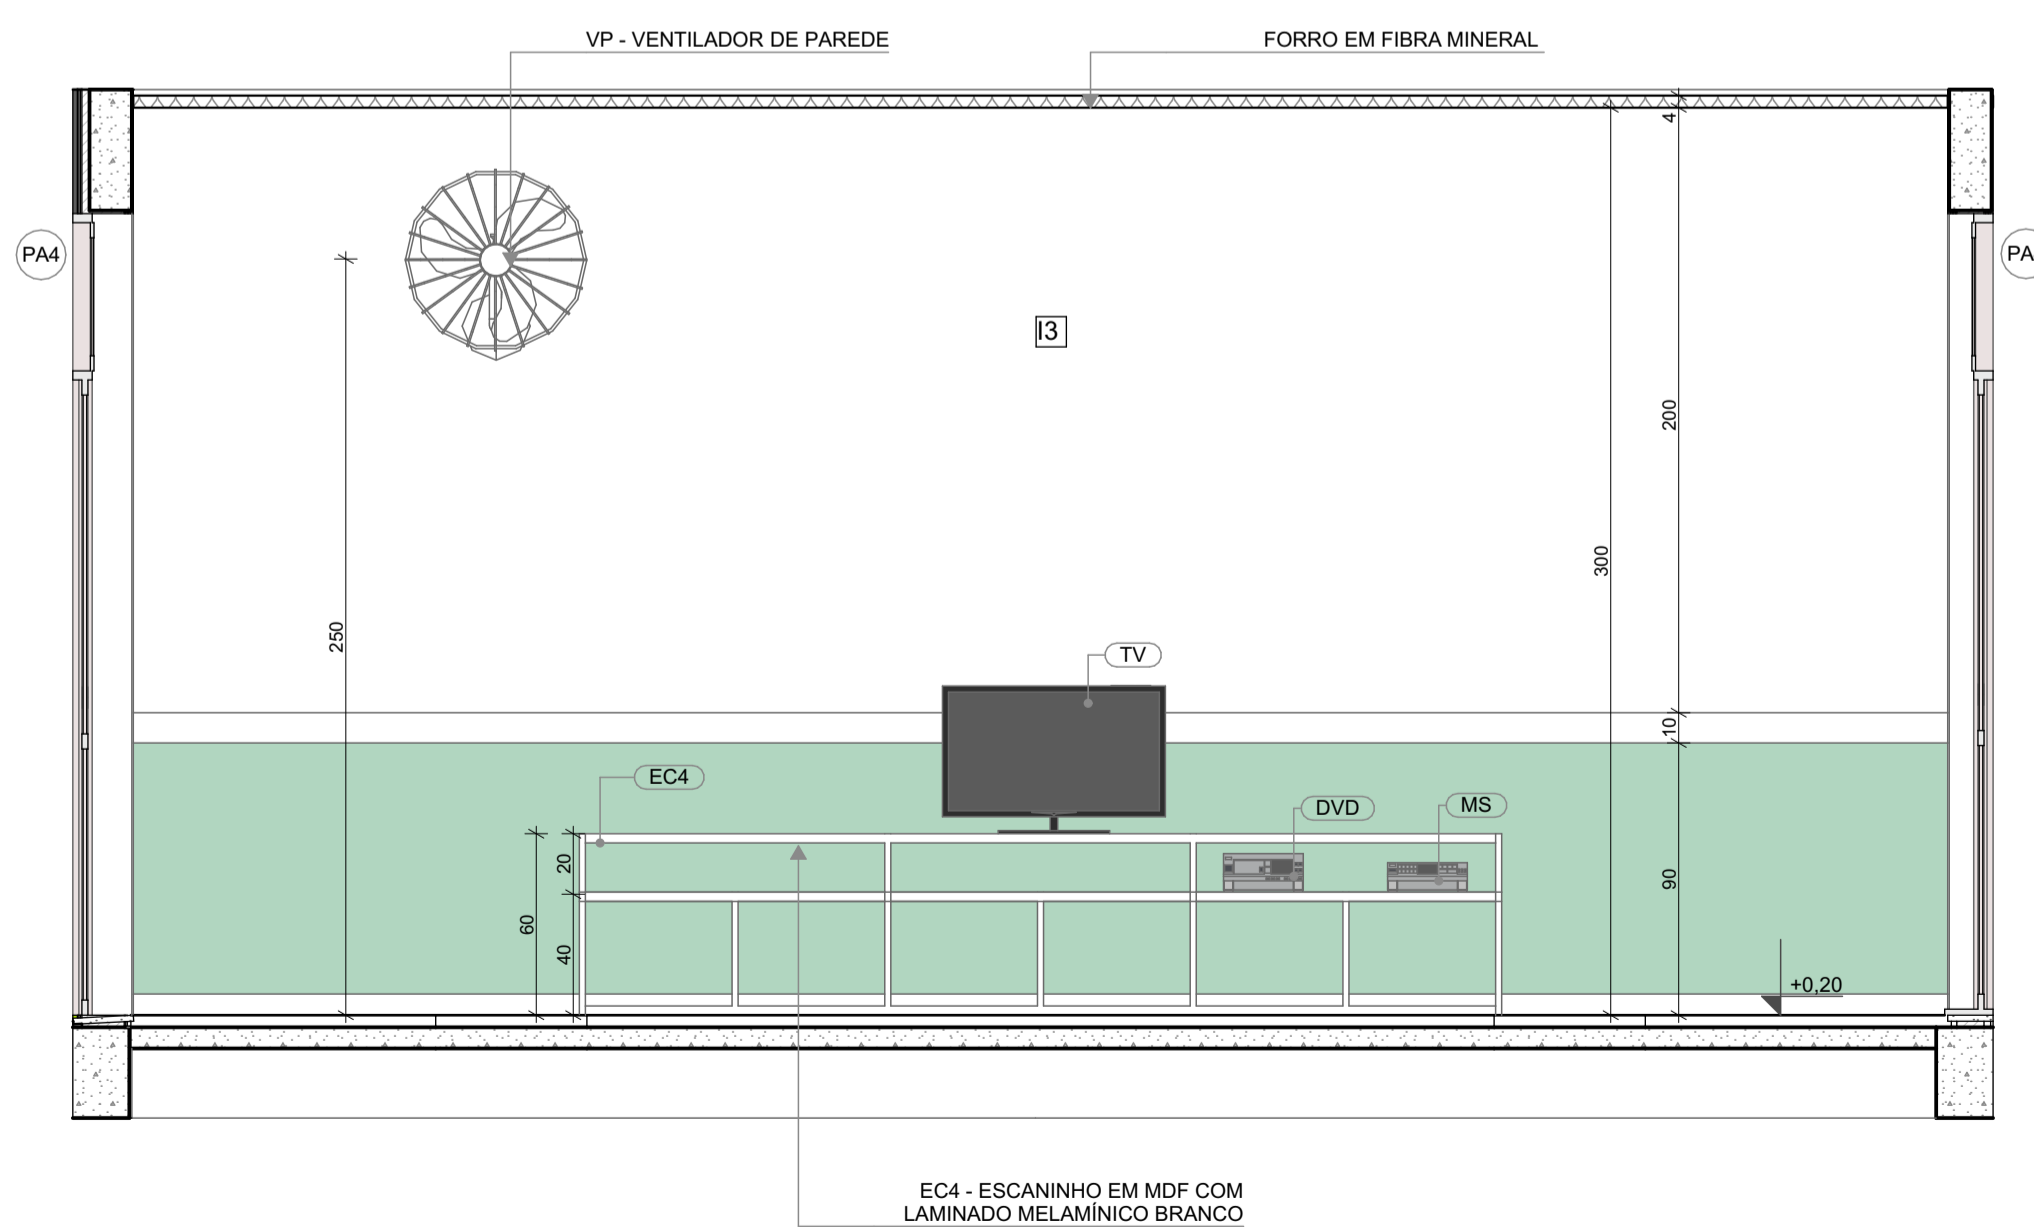 VP - VENTILADOR DE PAREDE
FORRO EM FIBRA MINERAL
4
PA4
PA
I3
200
300
250
TV
10
EC4
DVD
MS
20
60
40
90
+0,20
EC4 - ESCANINHO EM MDF COM
LAMINADO MELAMÍNICO BRANCO